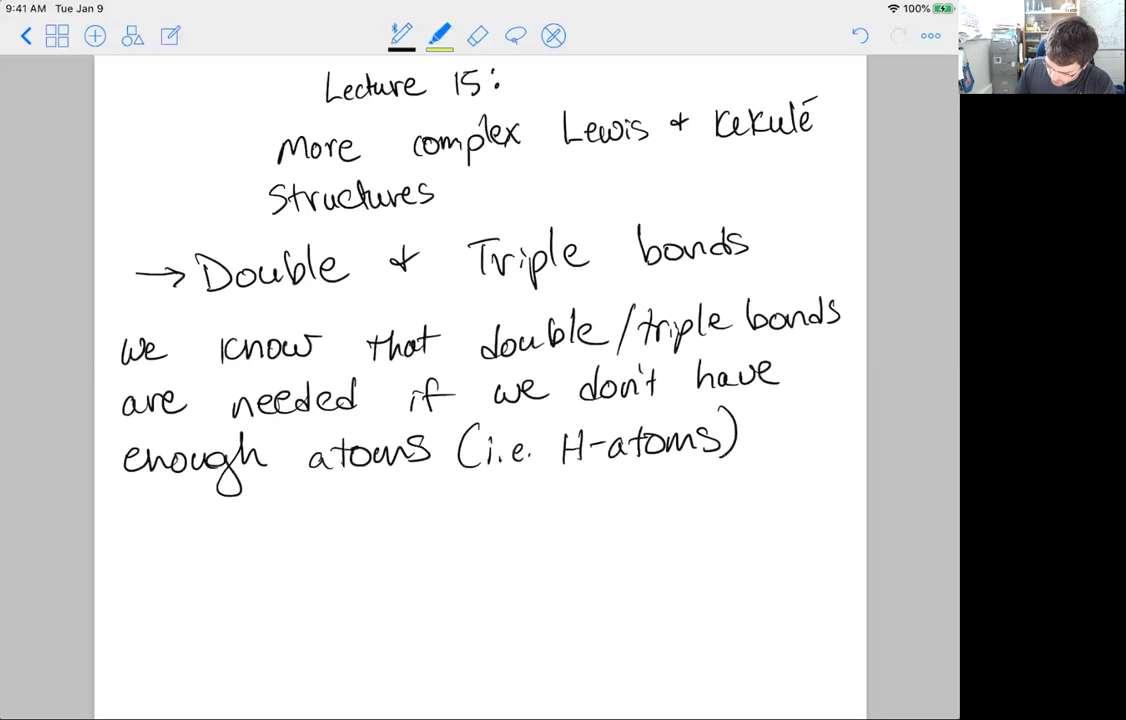 9:41 AM Tue Jan 9
100%
Lecture 15:
More complex Lewis + Kekulé
Structures
→ Double + Triple bonds
We know that double/triple bonds
are needed if we don't have
enough atoms (i.e. H-atoms)